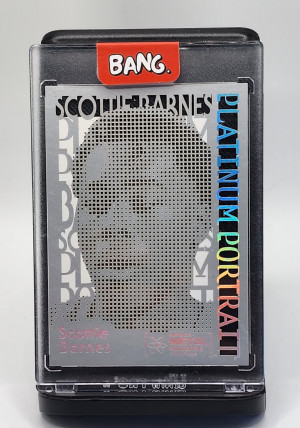 BANG.
SCOTTIE BARNES
PLATINUM PORTRAIT
Scottie
Barnes